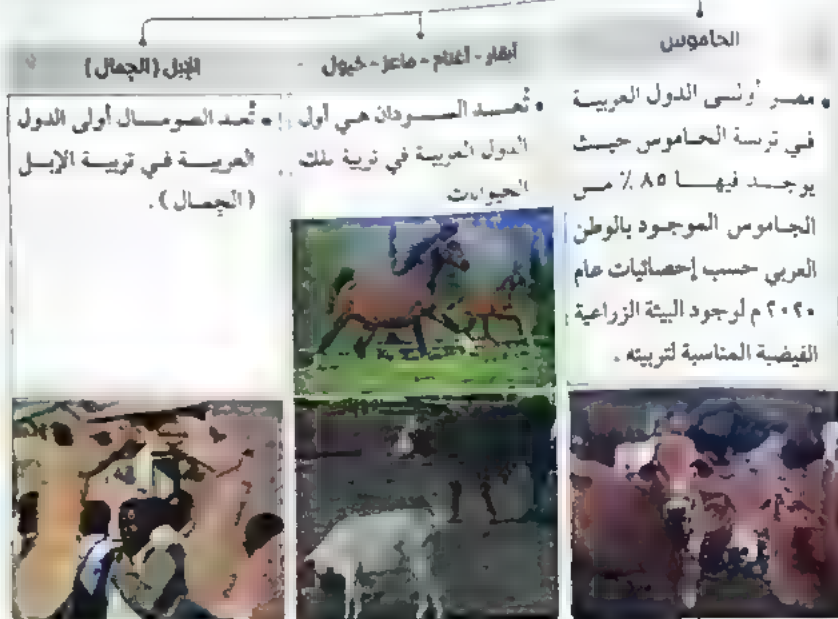 الجاموس
• مصر أولى الدول العربية
في تربية الجاموس حيث
يوجد فيها ٨٥ ٪ من
الجاموس الموجود بالوطن
العربي حسب إحصائيات عام
٢٠٢٠ م لوجود البيئة الزراعية
الفيضية المناسبة لتربيته .
أبقار - أغنام - ماعز - خيول
• تُعد السودان هي أول
الدول العربية في تربية تلك
الحيوانات
الإبل (الجمال)
• تُعد الصومال أولى الدول
العربية في تربية الإبل
(الجمال) .